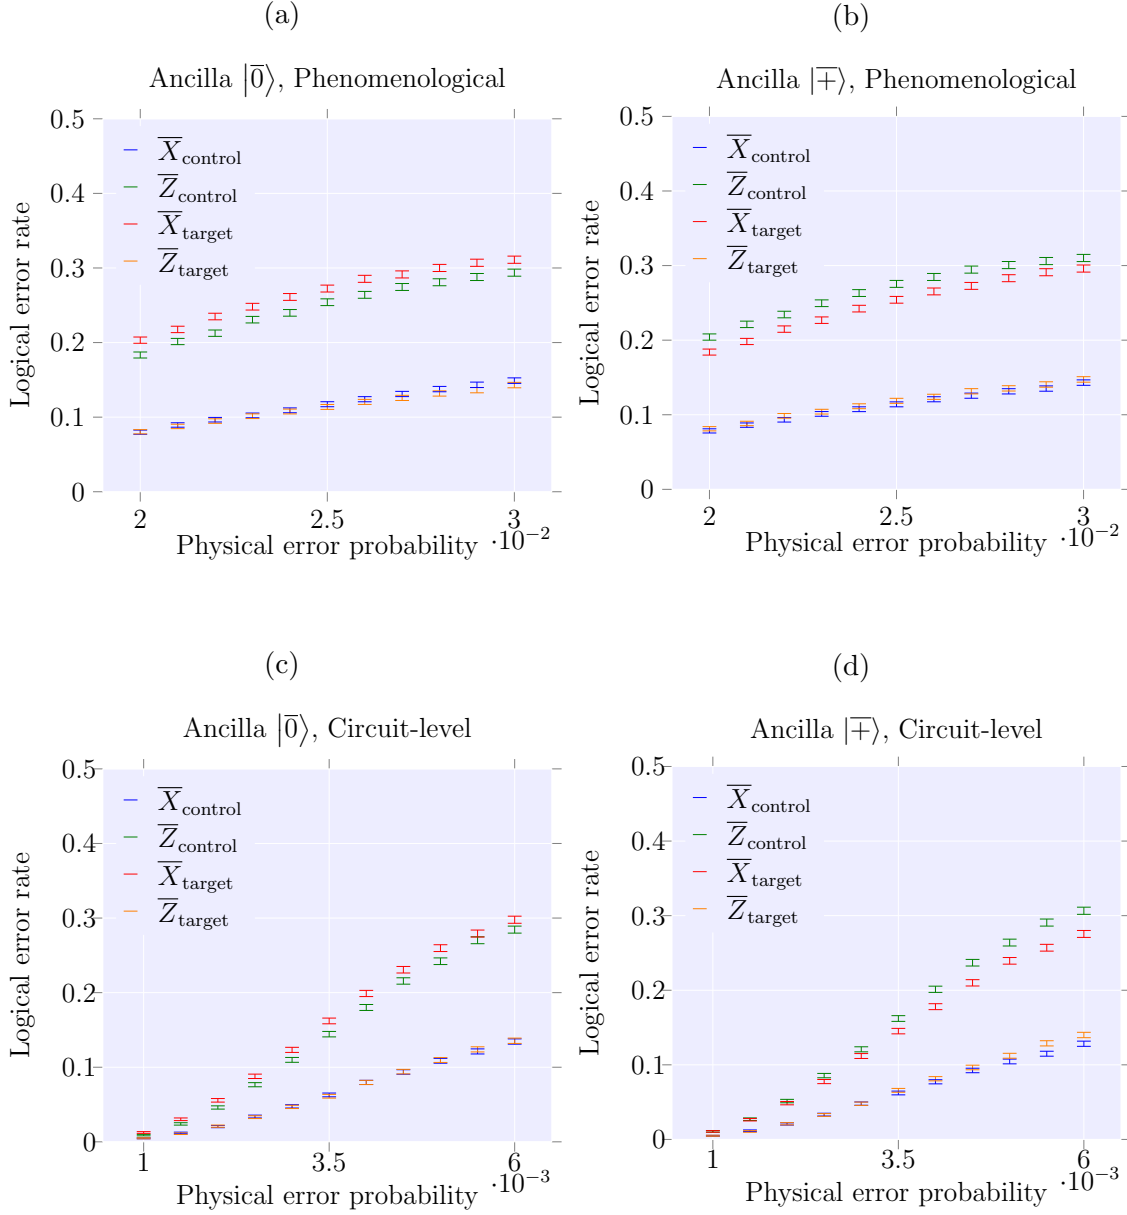 (a)
Ancilla |0̅⟩, Phenomenological
Logical error rate
0.5
0.4
0.3
0.2
0.1
0
X̅control
Z̅control
X̅target
Z̅target
2
2.5
3
·10−2
Physical error probability
(b)
Ancilla |+̅⟩, Phenomenological
Logical error rate
0.5
0.4
0.3
0.2
0.1
0
X̅control
Z̅control
X̅target
Z̅target
2
2.5
3
·10−2
Physical error probability
(c)
Ancilla |0̅⟩, Circuit-level
Logical error rate
0.5
0.4
0.3
0.2
0.1
0
X̅control
Z̅control
X̅target
Z̅target
1
3.5
6
·10−3
Physical error probability
(d)
Ancilla |+̅⟩, Circuit-level
Logical error rate
0.5
0.4
0.3
0.2
0.1
0
X̅control
Z̅control
X̅target
Z̅target
1
3.5
6
·10−3
Physical error probability